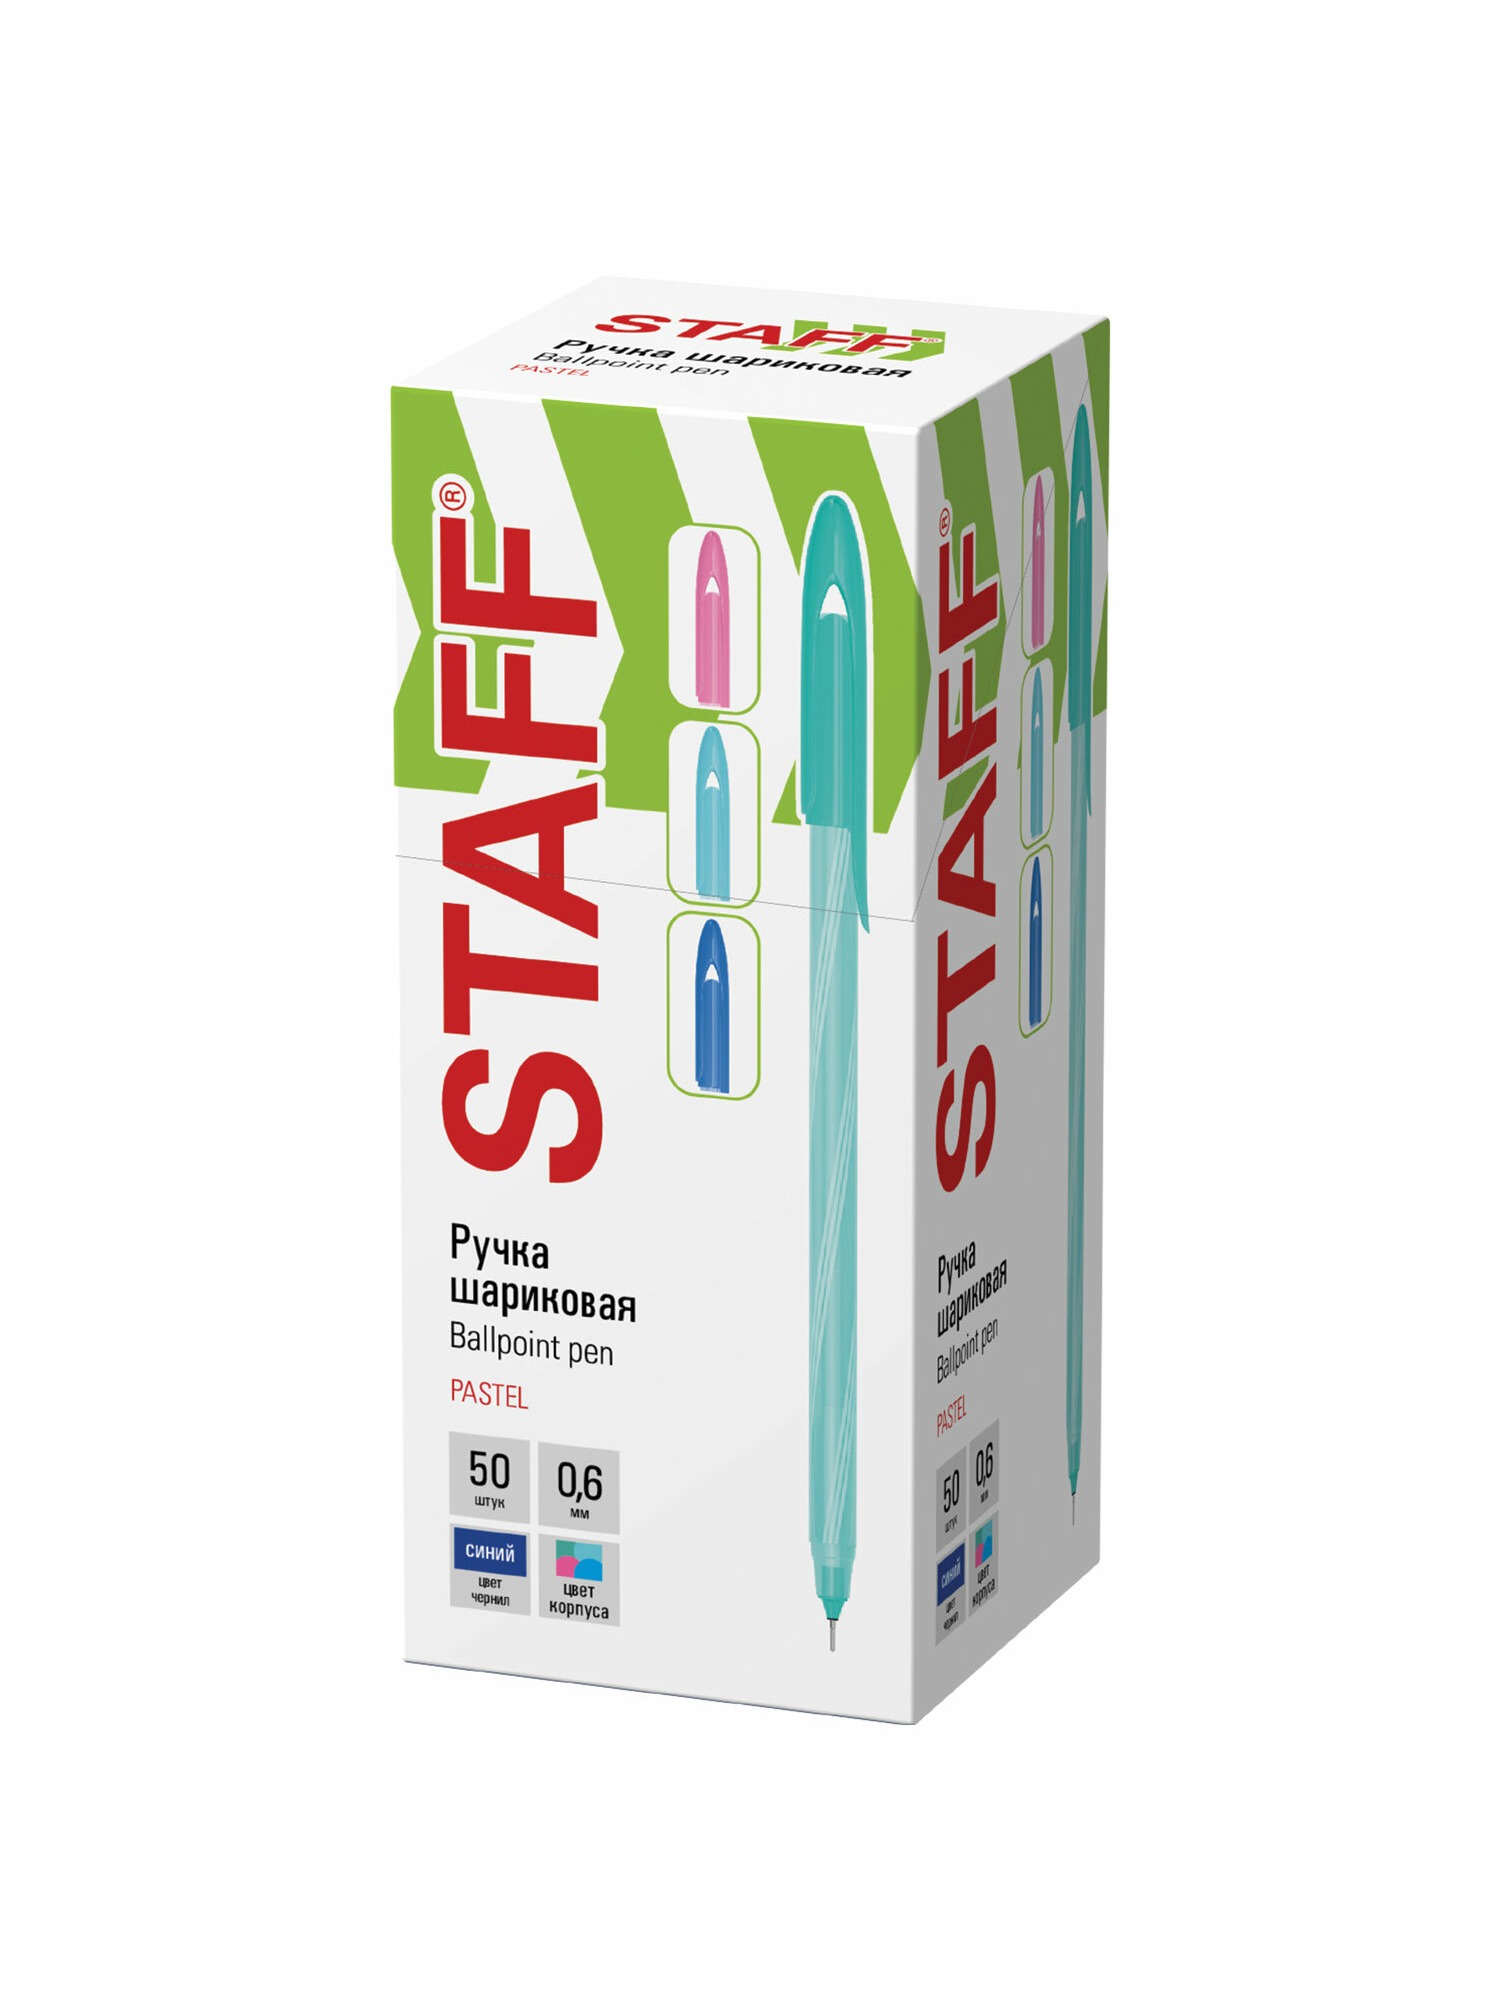 STAFF®
Ручка шариковая
Ballpoint pen
PASTEL
STAFF®
Ручка
шариковая
Ballpoint pen
PASTEL
50
штук
0,6
мм
синий
цвет
чернил
цвет
корпуса
STAFF®
Ручка
шариковая
Ballpoint pen
PASTEL
50
штук
0,6
мм
синий
цвет
чернил
цвет
корпуса